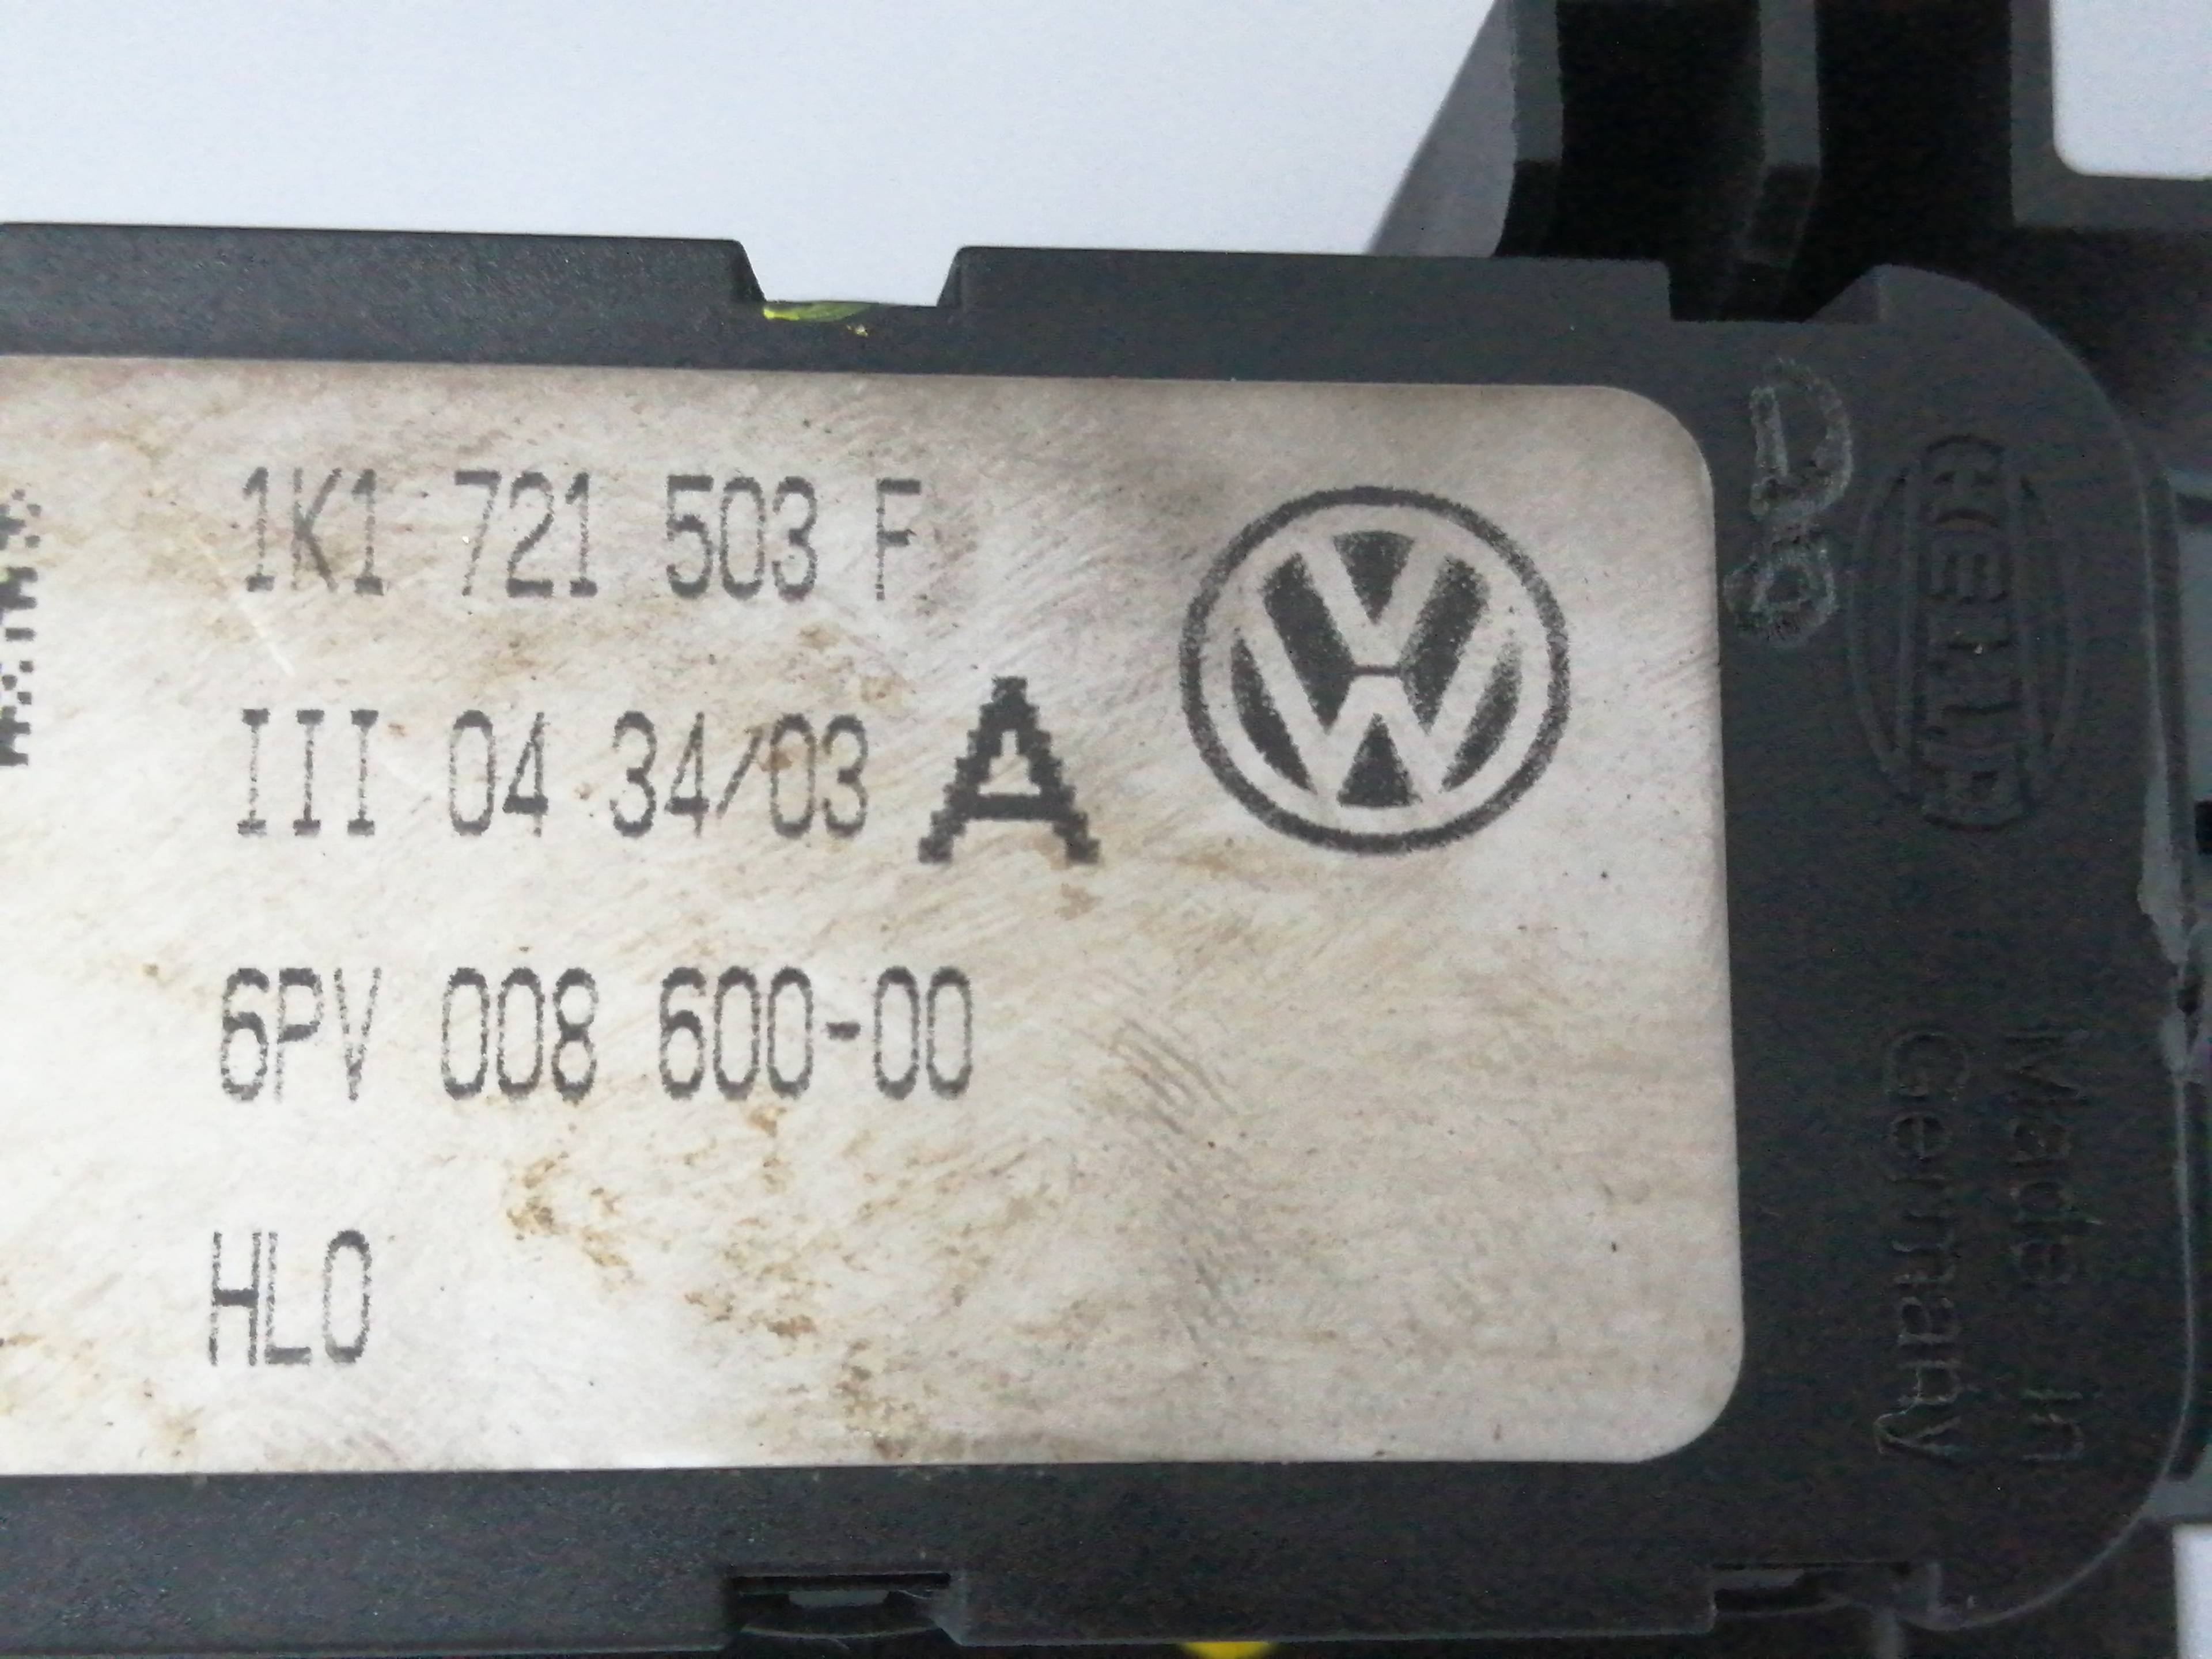 1K1 721 503 F
III 04 34/03 A
6PV 008 600-00
HLO
HELLA
Made in
Germany